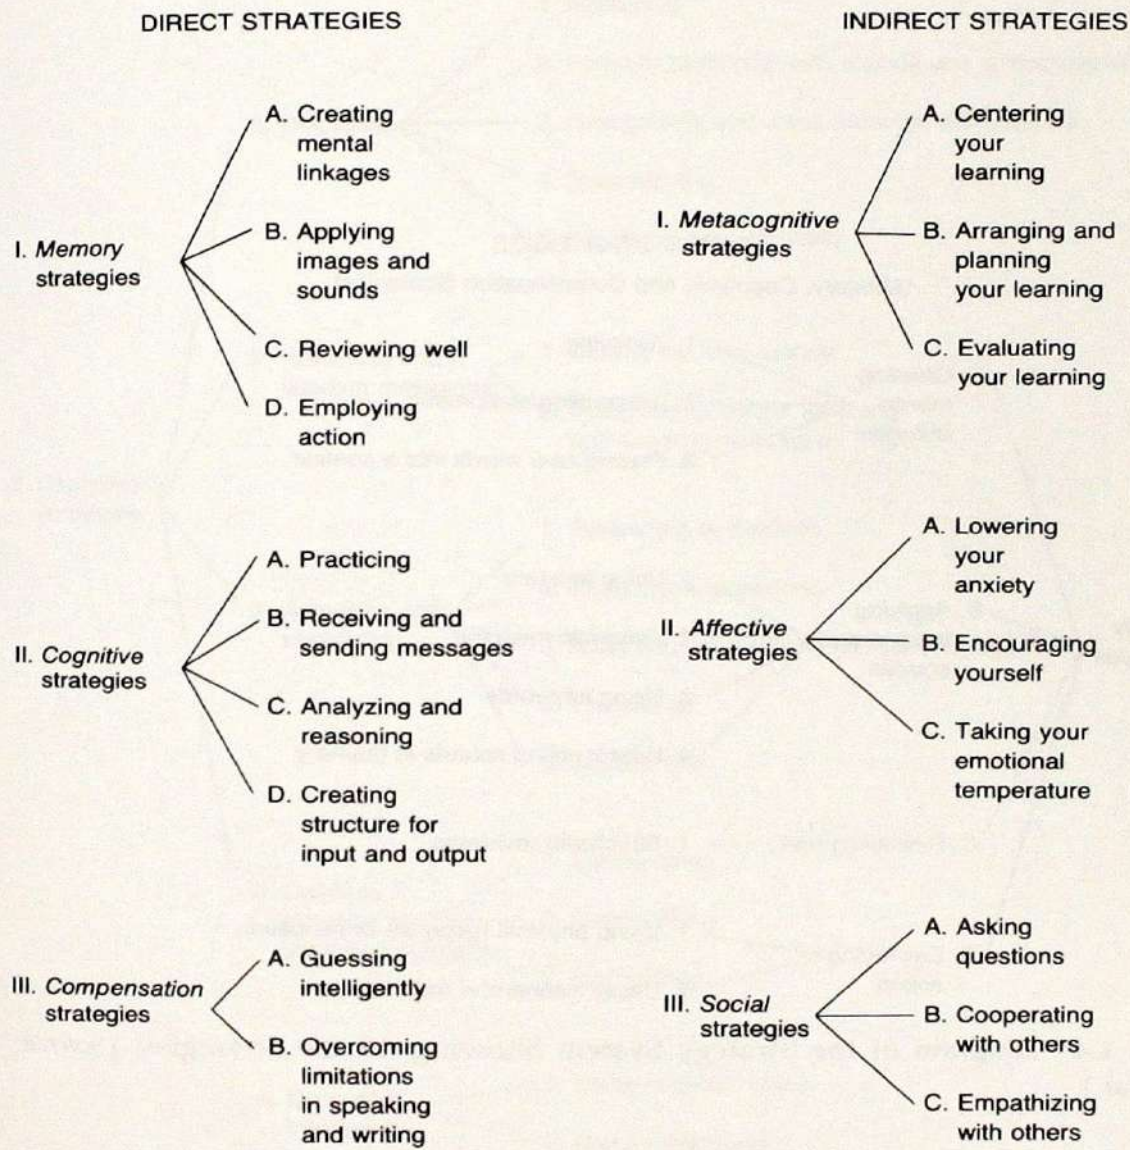 DIRECT STRATEGIES
I. Memory
strategies
A. Creating
mental
linkages
B. Applying
images and
sounds
C. Reviewing well
D. Employing
action
II. Cognitive
strategies
A. Practicing
B. Receiving and
sending messages
C. Analyzing and
reasoning
D. Creating
structure for
input and output
III. Compensation
strategies
A. Guessing
intelligently
B. Overcoming
limitations
in speaking
and writing
INDIRECT STRATEGIES
I. Metacognitive
strategies
A. Centering
your
learning
B. Arranging and
planning
your learning
C. Evaluating
your learning
II. Affective
strategies
A. Lowering
your
anxiety
B. Encouraging
yourself
C. Taking your
emotional
temperature
III. Social
strategies
A. Asking
questions
B. Cooperating
with others
C. Empathizing
with others